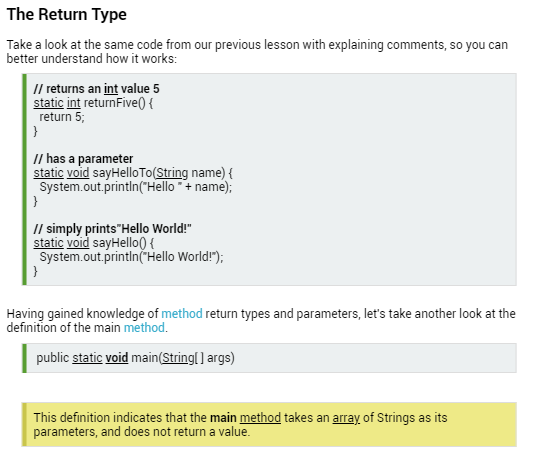 The Return Type
Take a look at the same code from our previous lesson with explaining comments, so you can
better understand how it works:
// returns an int value 5
static int returnFive() {
return 5;
}
// has a parameter
static void sayHelloTo(String name) {
System.out.println("Hello " + name);
}
// simply prints"Hello World!"
static void sayHello() {
System.out.println("Hello World!");
}
Having gained knowledge of method return types and parameters, let's take another look at the
definition of the main method.
public static void main(String[ ] args)
This definition indicates that the main method takes an array of Strings as its
parameters, and does not return a value.